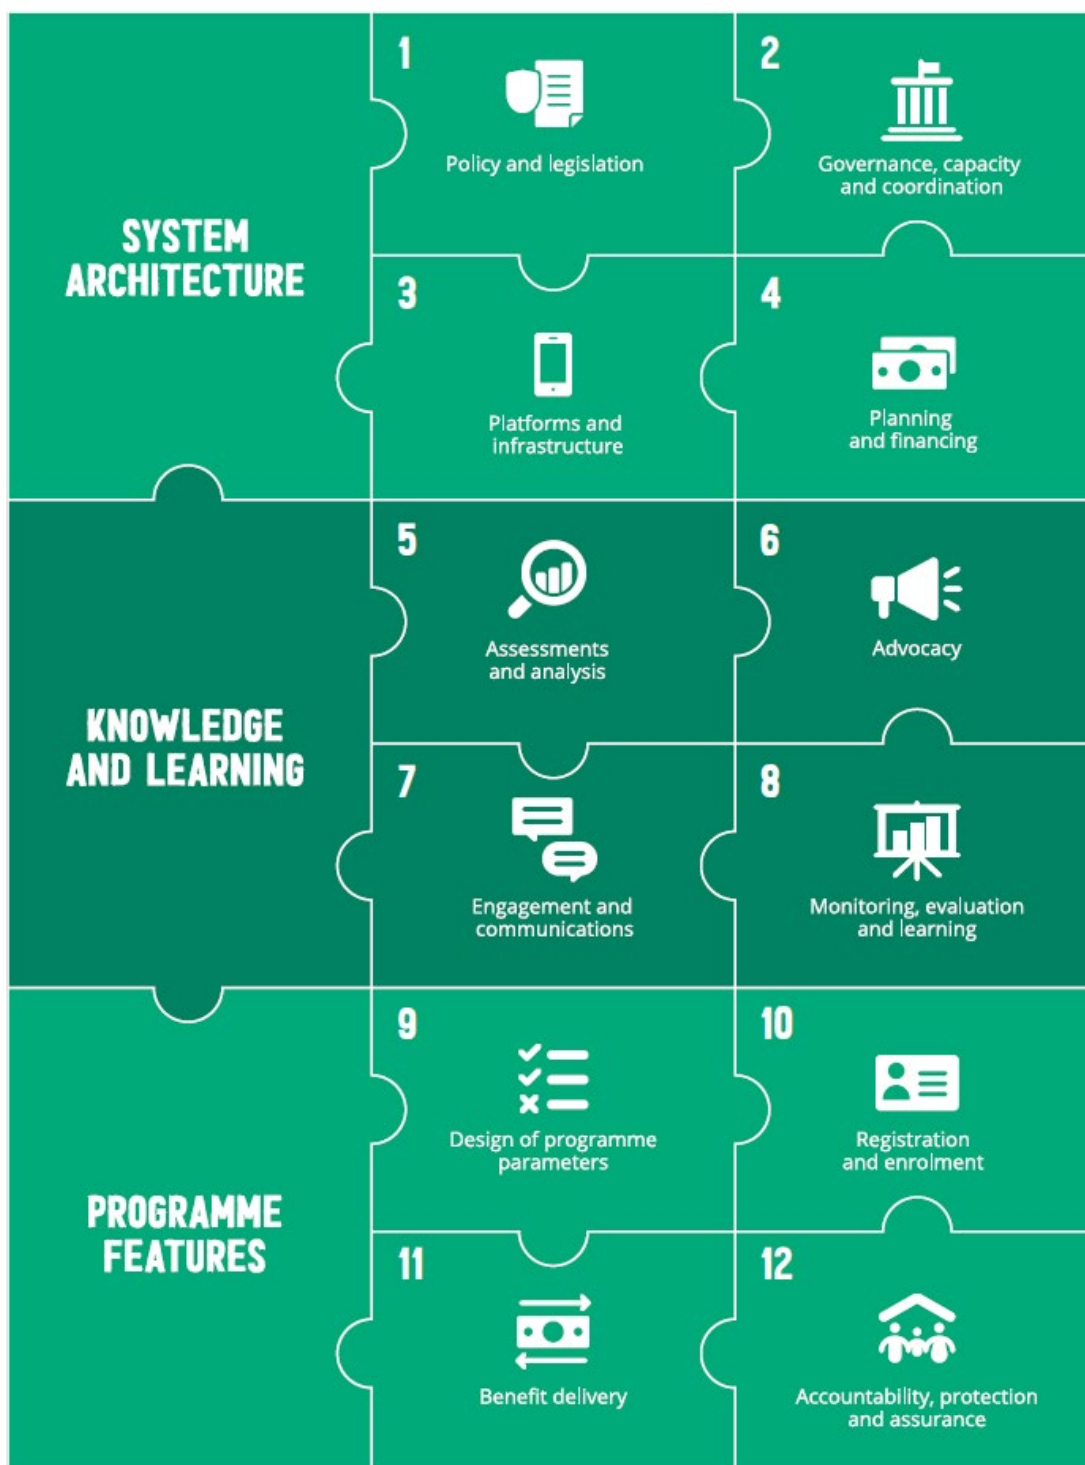 SYSTEM
ARCHITECTURE
1
Policy and legislation
2
Governance, capacity
and coordination
3
Platforms and
infrastructure
4
Planning
and financing
KNOWLEDGE
AND LEARNING
5
Assessments
and analysis
6
Advocacy
7
Engagement and
communications
8
Monitoring, evaluation
and learning
PROGRAMME
FEATURES
9
Design of programme
parameters
10
Registration
and enrolment
11
Benefit delivery
12
Accountability, protection
and assurance